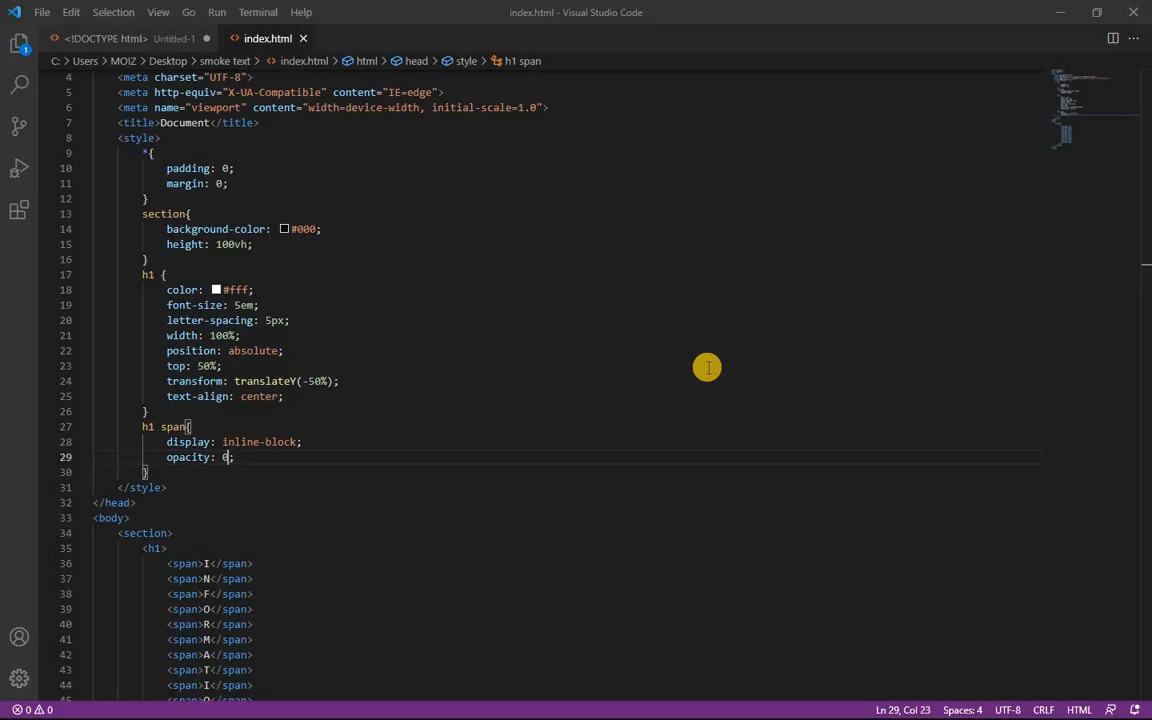 File Edit Selection View Go Run Terminal Help index.html - Visual Studio Code
<!DOCTYPE html> Untitled-1 index.html
C: > Users > MOIZ > Desktop > smoke text > index.html > html > head > style > h1 span
4 <meta charset="UTF-8">
5 <meta http-equiv="X-UA-Compatible" content="IE=edge">
6 <meta name="viewport" content="width=device-width, initial-scale=1.0">
7 <title>Document</title>
8 <style>
9 *{
10 padding: 0;
11 margin: 0;
12 }
13 section{
14 background-color: #000;
15 height: 100vh;
16 }
17 h1 {
18 color: #fff;
19 font-size: 5em;
20 letter-spacing: 5px;
21 width: 100%;
22 position: absolute;
23 top: 50%;
24 transform: translateY(-50%);
25 text-align: center;
26 }
27 h1 span{
28 display: inline-block;
29 opacity: 0;
30 }
31 </style>
32 </head>
33 <body>
34 <section>
35 <h1>
36 <span>I</span>
37 <span>N</span>
38 <span>F</span>
39 <span>O</span>
40 <span>R</span>
41 <span>M</span>
42 <span>A</span>
43 <span>T</span>
44 <span>I</span>
45 <span>O</span>
0 0 Ln 29, Col 23 Spaces: 4 UTF-8 CRLF HTML